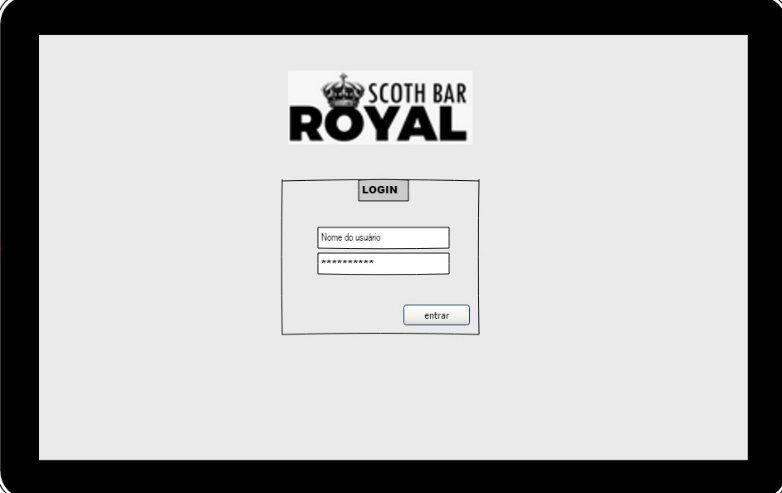 SCOTH BAR
ROYAL
LOGIN
Nome do usuário
**********
entrar